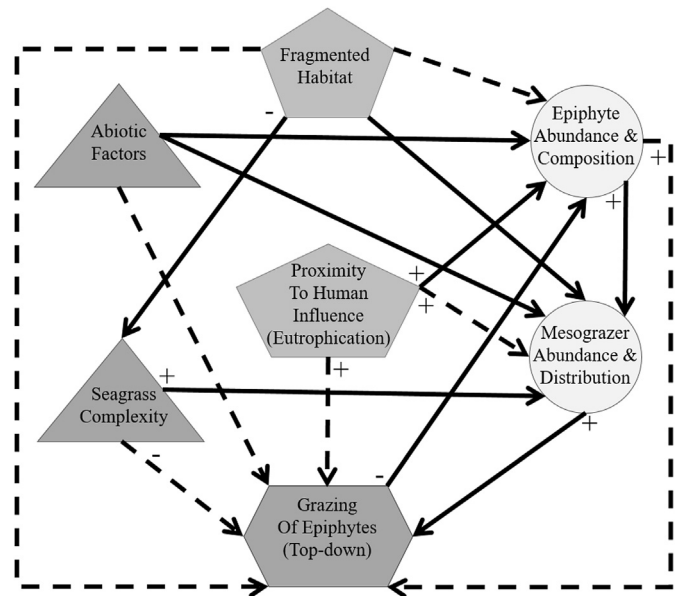 Fragmented
Habitat
-
Abiotic
Factors
Epiphyte
Abundance &
Composition
+
+
Proximity
To Human
Influence
(Eutrophication)
+
+
+
Mesograzer
Abundance &
Distribution
+
Seagrass
Complexity
+
-
Grazing
Of Epiphytes
(Top-down)
-